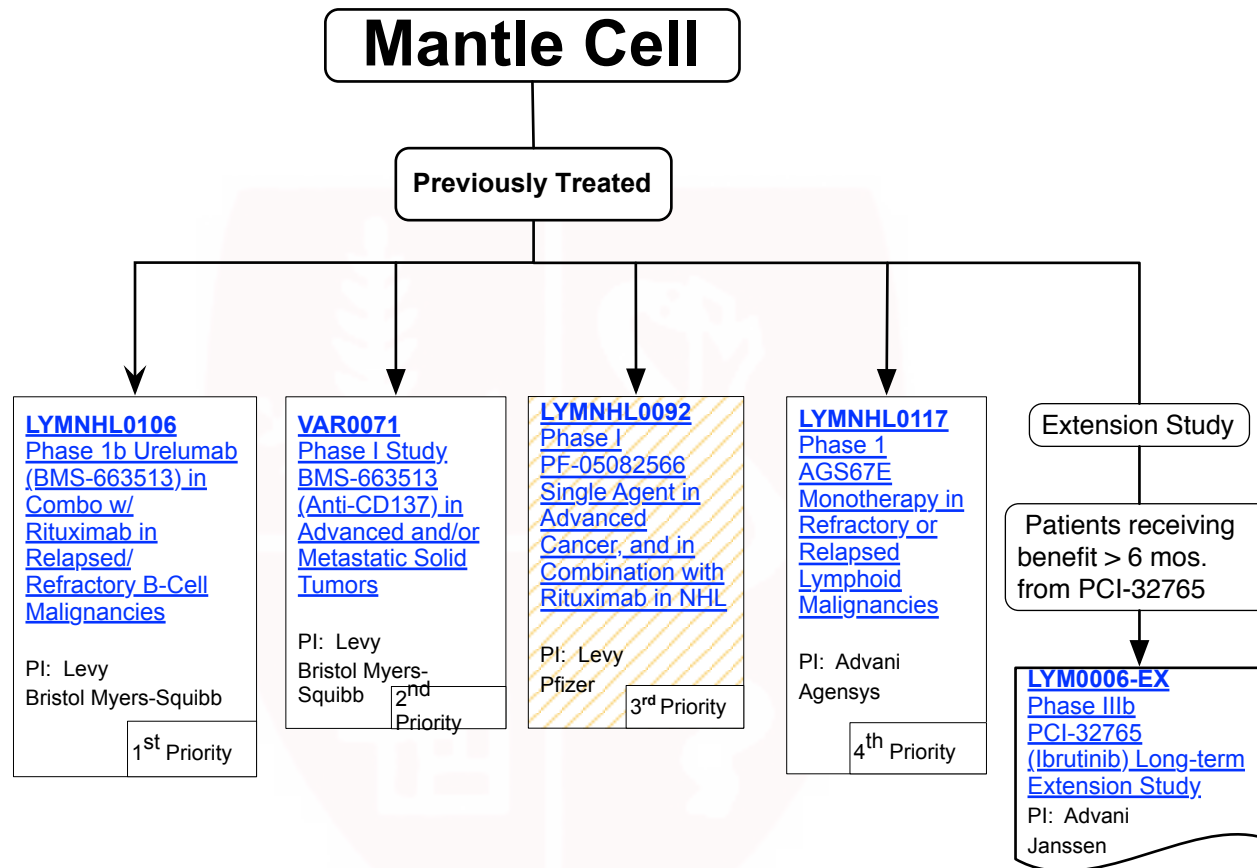 Mantle Cell
Previously Treated
LYMNHL0106
Phase 1b Urelumab
(BMS-663513) in
Combo w/
Rituximab in
Relapsed/
Refractory B-Cell
Malignancies
PI: Levy
Bristol Myers-Squibb
1st Priority
VAR0071
Phase I Study
BMS-663513
(Anti-CD137) in
Advanced and/or
Metastatic Solid
Tumors
PI: Levy
Bristol Myers-
Squibb
2nd
Priority
LYMNHL0092
Phase I
PF-05082566
Single Agent in
Advanced
Cancer, and in
Combination with
Rituximab in NHL
PI: Levy
Pfizer
3rd Priority
LYMNHL0117
Phase 1
AGS67E
Monotherapy in
Refractory or
Relapsed
Lymphoid
Malignancies
PI: Advani
Agensys
4th Priority
Extension Study
Patients receiving
benefit > 6 mos.
from PCI-32765
LYM0006-EX
Phase IIIb
PCI-32765
(Ibrutinib) Long-term
Extension Study
PI: Advani
Janssen